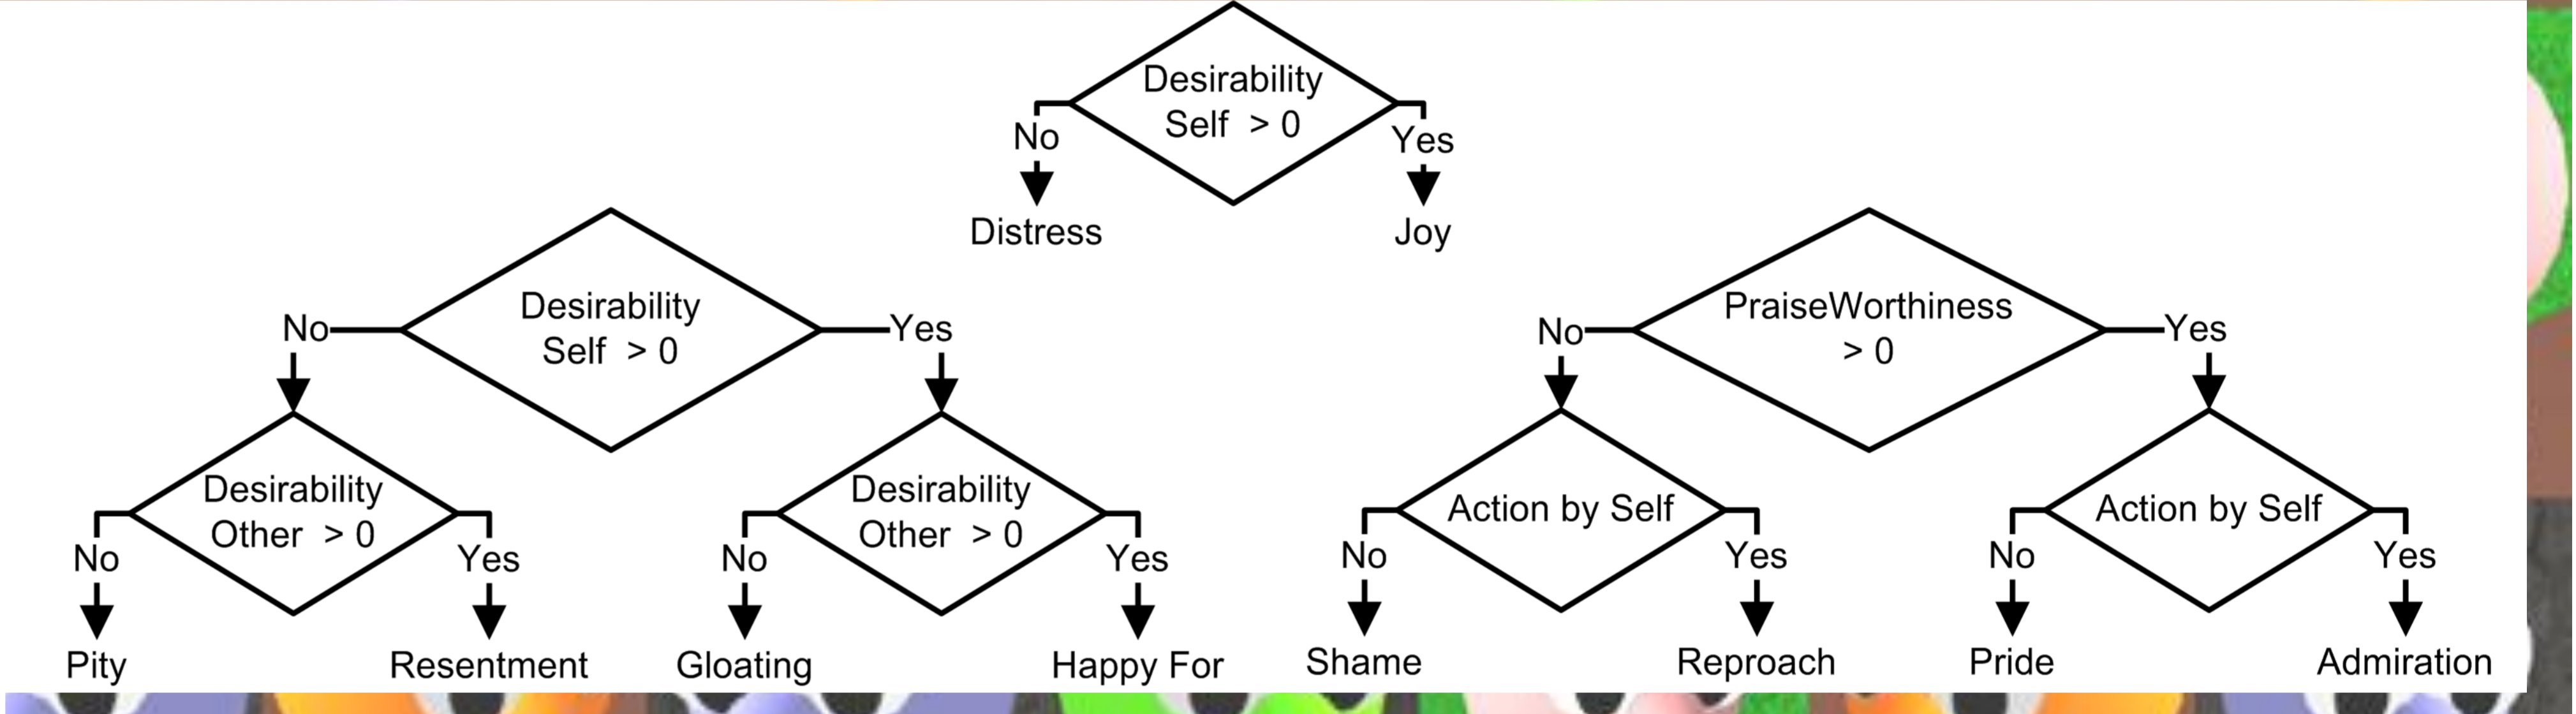 Desirability
Self > 0
No
Yes
Distress
Joy
Desirability
Self > 0
No
Yes
Desirability
Other > 0
No
Yes
Pity
Resentment
Desirability
Other > 0
No
Yes
Gloating
Happy For
PraiseWorthiness
> 0
No
Yes
Action by Self
No
Yes
Shame
Reproach
Action by Self
No
Yes
Pride
Admiration